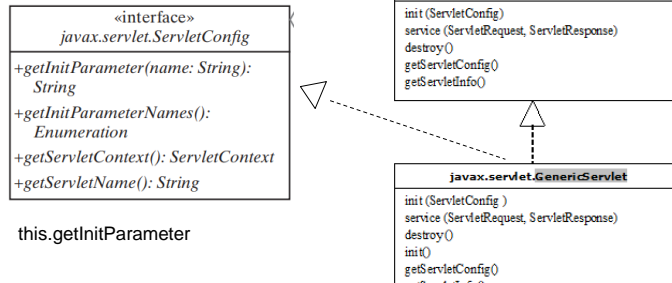 «interface»
javax.servlet.ServletConfig
+getInitParameter(name: String):
String
+getInitParameterNames():
Enumeration
+getServletContext(): ServletContext
+getServletName(): String
this.getInitParameter
init (ServletConfig)
service (ServletRequest, ServletResponse)
destroy()
getServletConfig()
getServletInfo()
javax.servlet.GenericServlet
init (ServletConfig )
service (ServletRequest, ServletResponse)
destroy()
init()
getServletConfig()